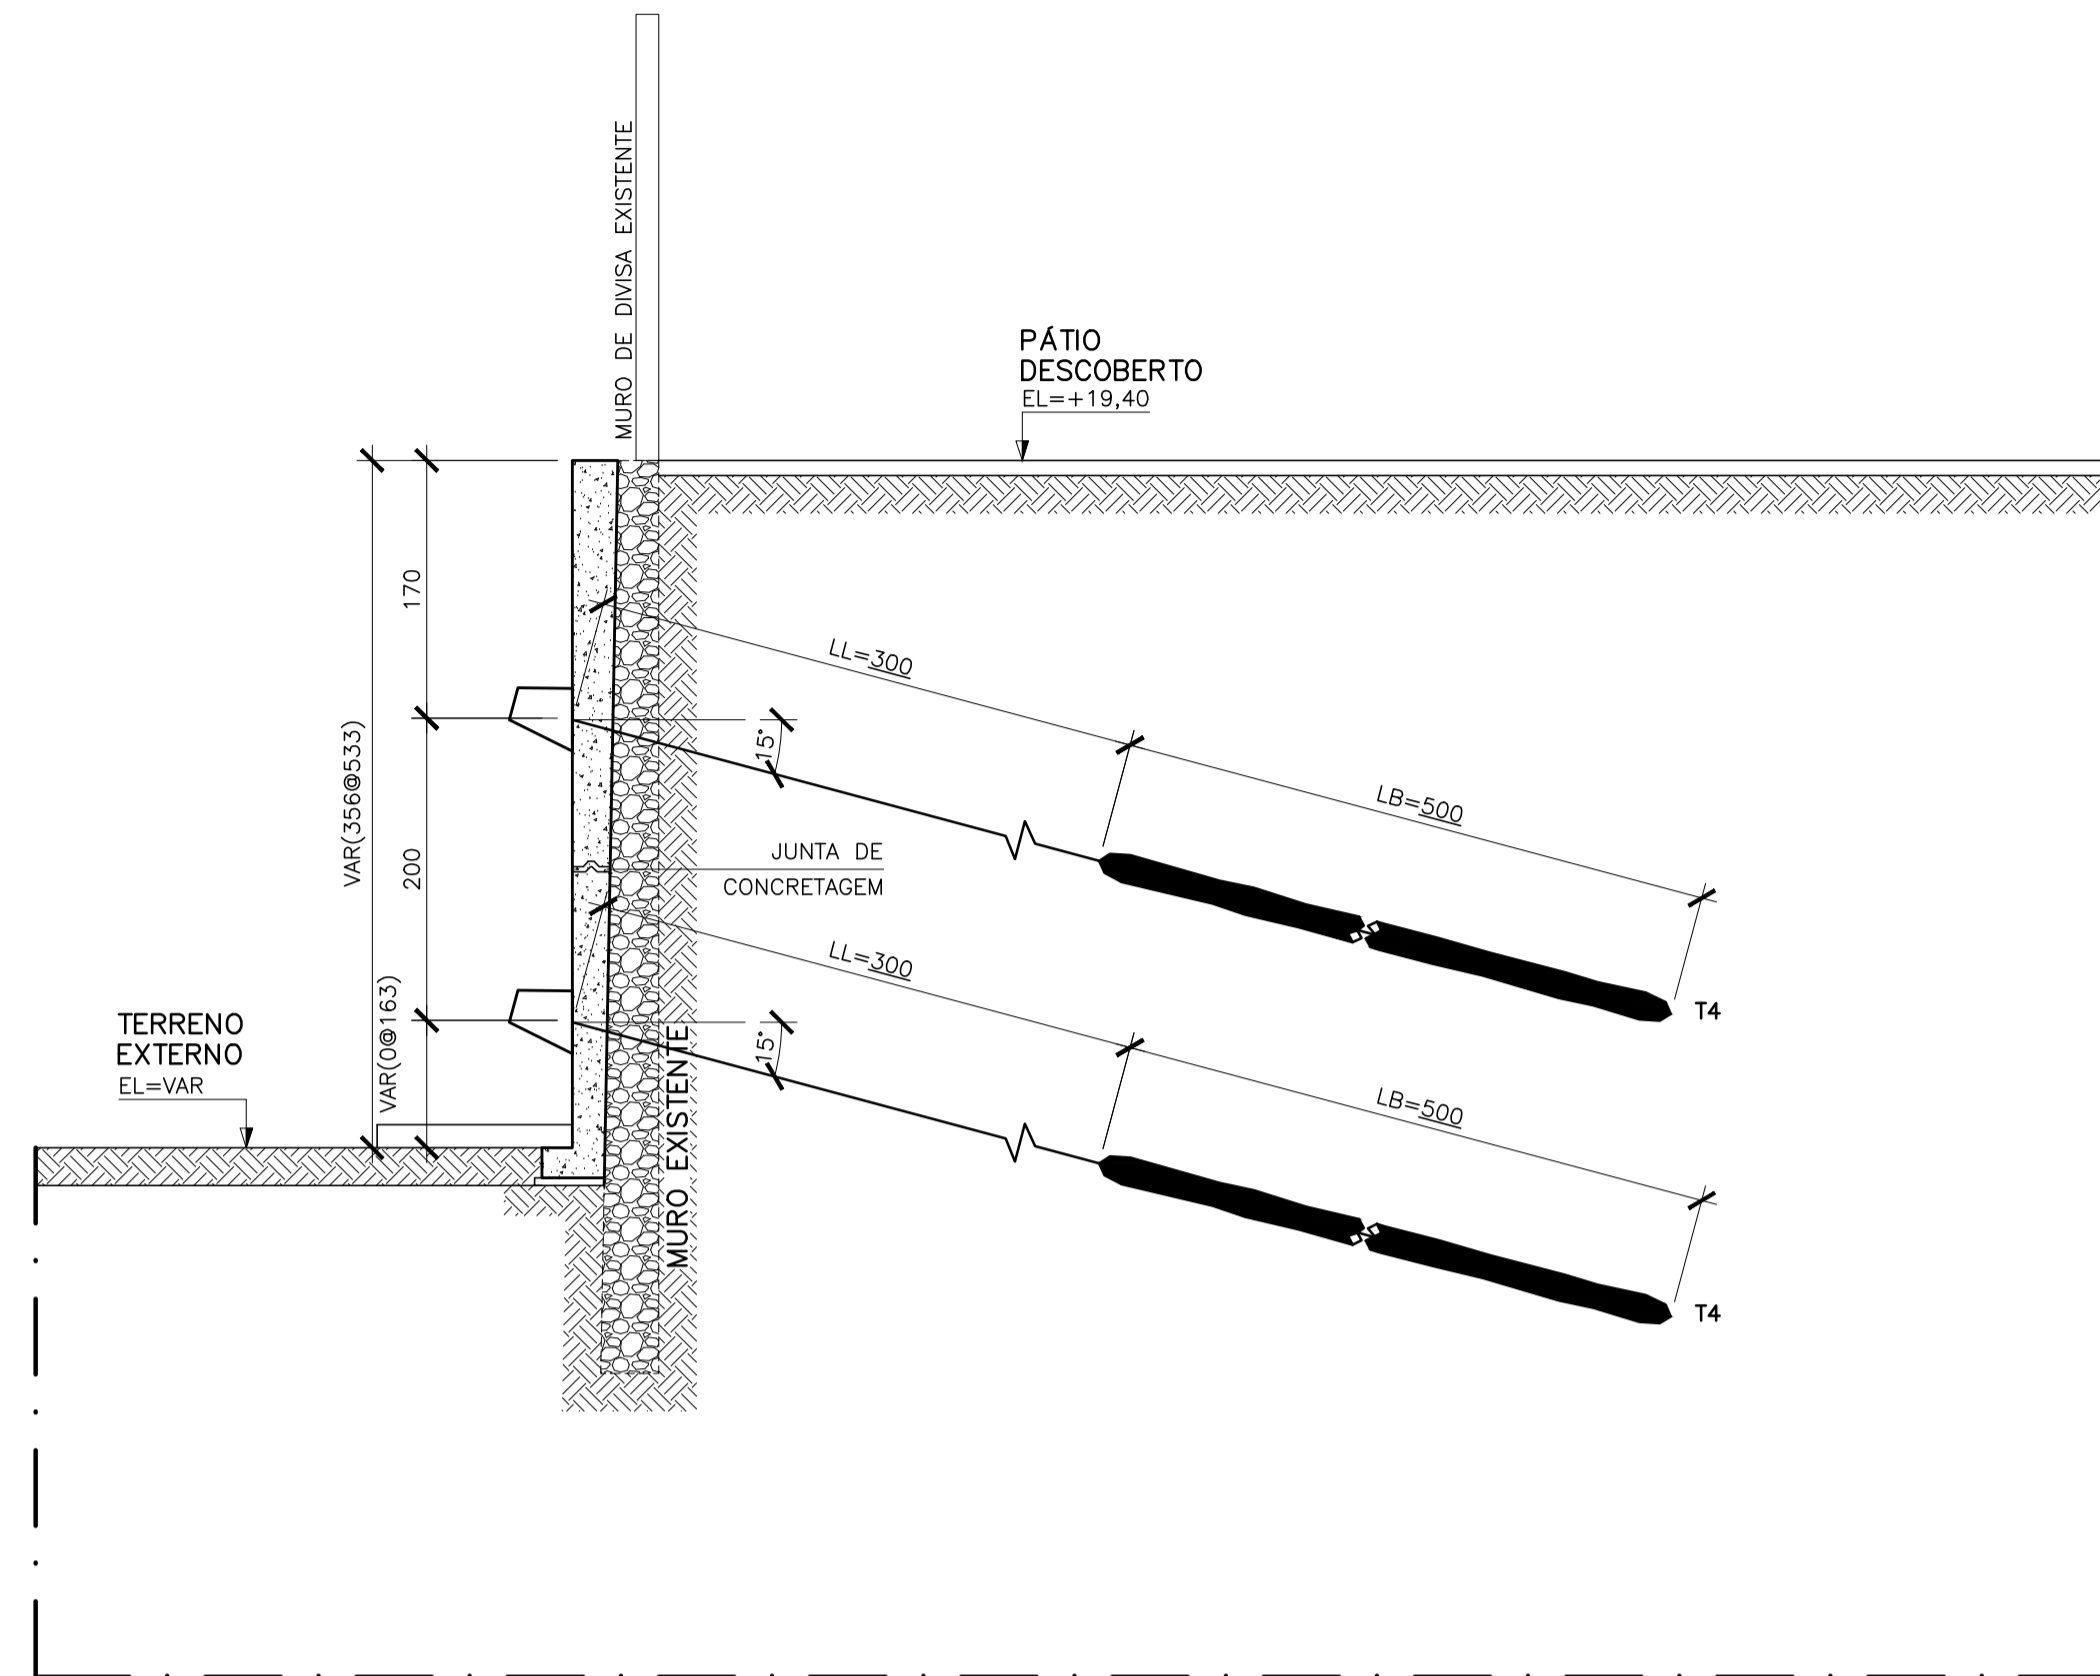 MURO DE DIVISA EXISTENTE
PÁTIO
DESCOBERTO
EL=+19,40
170
LL=300
15°
LB=500
VAR(356@533)
200
JUNTA DE
CONCRETAGEM
LL=300
T4
VAR(0@163)
TERRENO
EXTERNO
EL=VAR
15°
MURO EXISTENTE
LB=500
T4